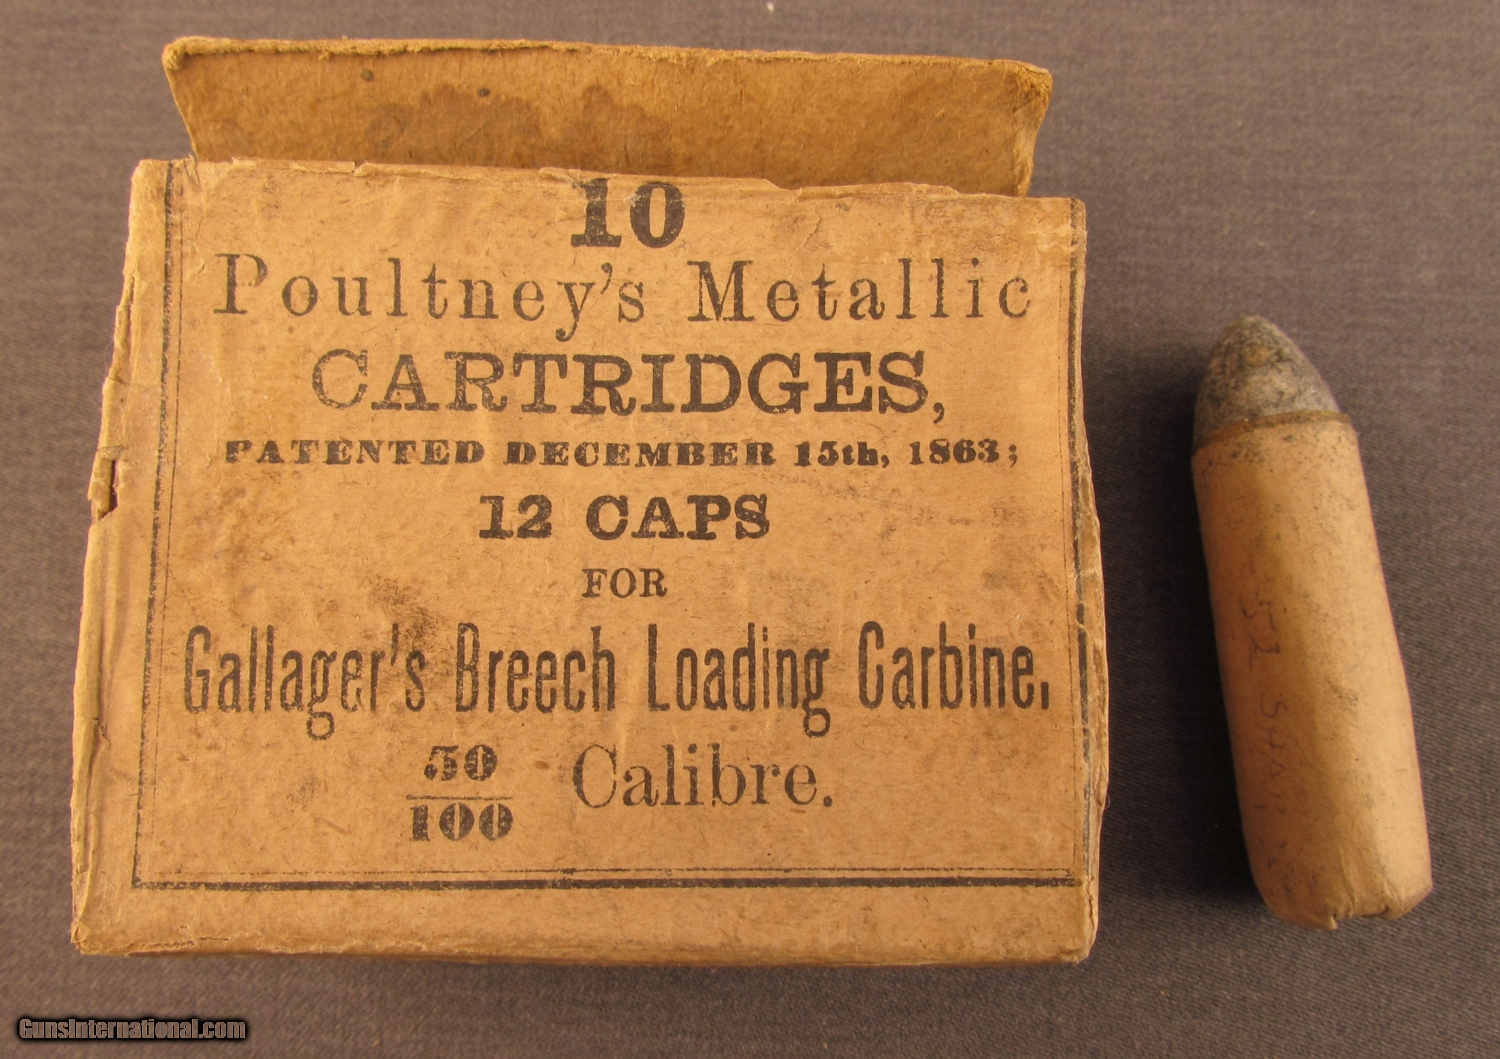 10
Poultney's Metallic
CARTRIDGES,
PATENTED DECEMBER 15th, 1863;
12 CAPS
FOR
Gallager's Breech Loading Carbine.
50
100
Calibre.
52
GunsInternational.com